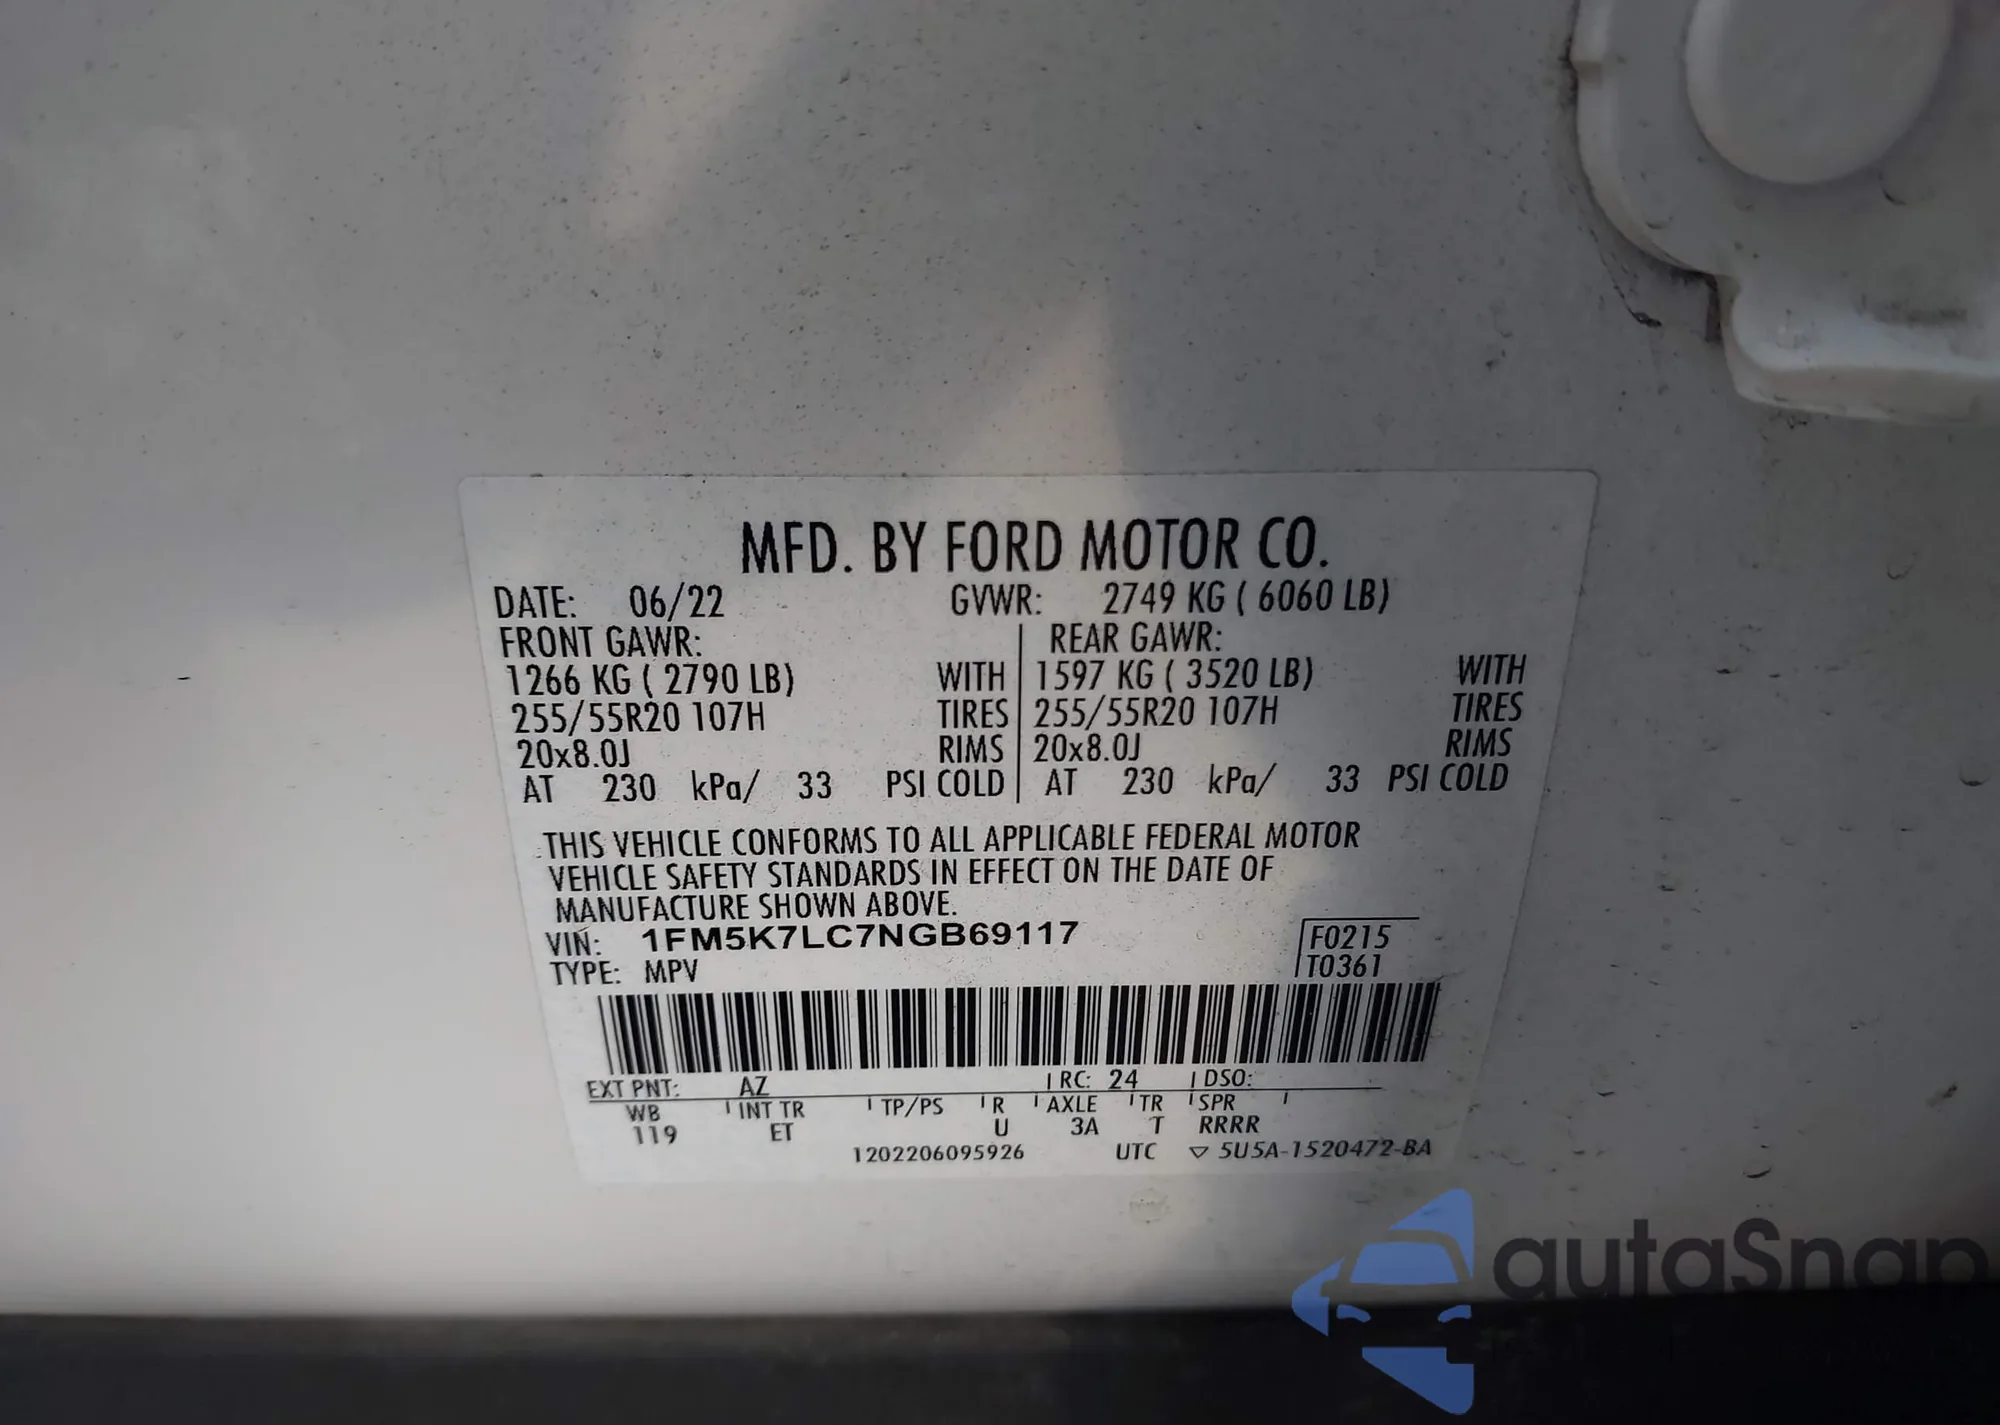 MFD. BY FORD MOTOR CO.
DATE: 06/22 GVWR: 2749 KG ( 6060 LB)
FRONT GAWR: REAR GAWR:
1266 KG ( 2790 LB) WITH 1597 KG ( 3520 LB) WITH
255/55R20 107H TIRES 255/55R20 107H TIRES
20x8.0J RIMS 20x8.0J RIMS
AT 230 kPa/ 33 PSI COLD AT 230 kPa/ 33 PSI COLD
THIS VEHICLE CONFORMS TO ALL APPLICABLE FEDERAL MOTOR
VEHICLE SAFETY STANDARDS IN EFFECT ON THE DATE OF
MANUFACTURE SHOWN ABOVE.
VIN: 1FM5K7LC7NGB69117 F0215
TYPE: MPV T0361
EXT PNT: AZ RC: 24 DSO:
WB INT TR TP/PS R AXLE TR SPR
119 ET U 3A T RRRR
1202206095926 UTC ▽ 5U5A-1520472-BA
autaSnap